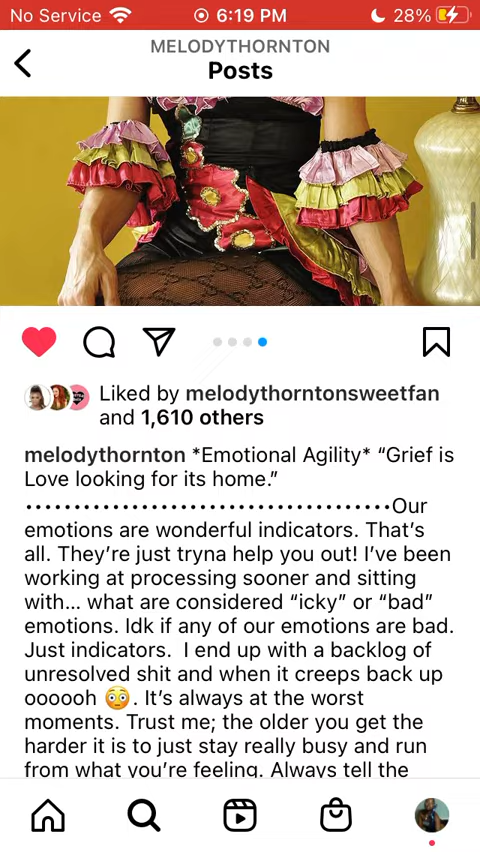 No Service 6:19 PM 28%
MELODYTHORNTON
Posts
Liked by melodythorntonsweetfan
and 1,610 others
melodythornton *Emotional Agility* “Grief is
Love looking for its home.”
••••••••••••••••••••••••••••••••••••••Our
emotions are wonderful indicators. That’s
all. They’re just tryna help you out! I’ve been
working at processing sooner and sitting
with... what are considered “icky” or “bad”
emotions. Idk if any of our emotions are bad.
Just indicators.  I end up with a backlog of
unresolved shit and when it creeps back up
oooooh 😳. It’s always at the worst
moments. Trust me; the older you get the
harder it is to just stay really busy and run
from what you’re feeling. Always tell the